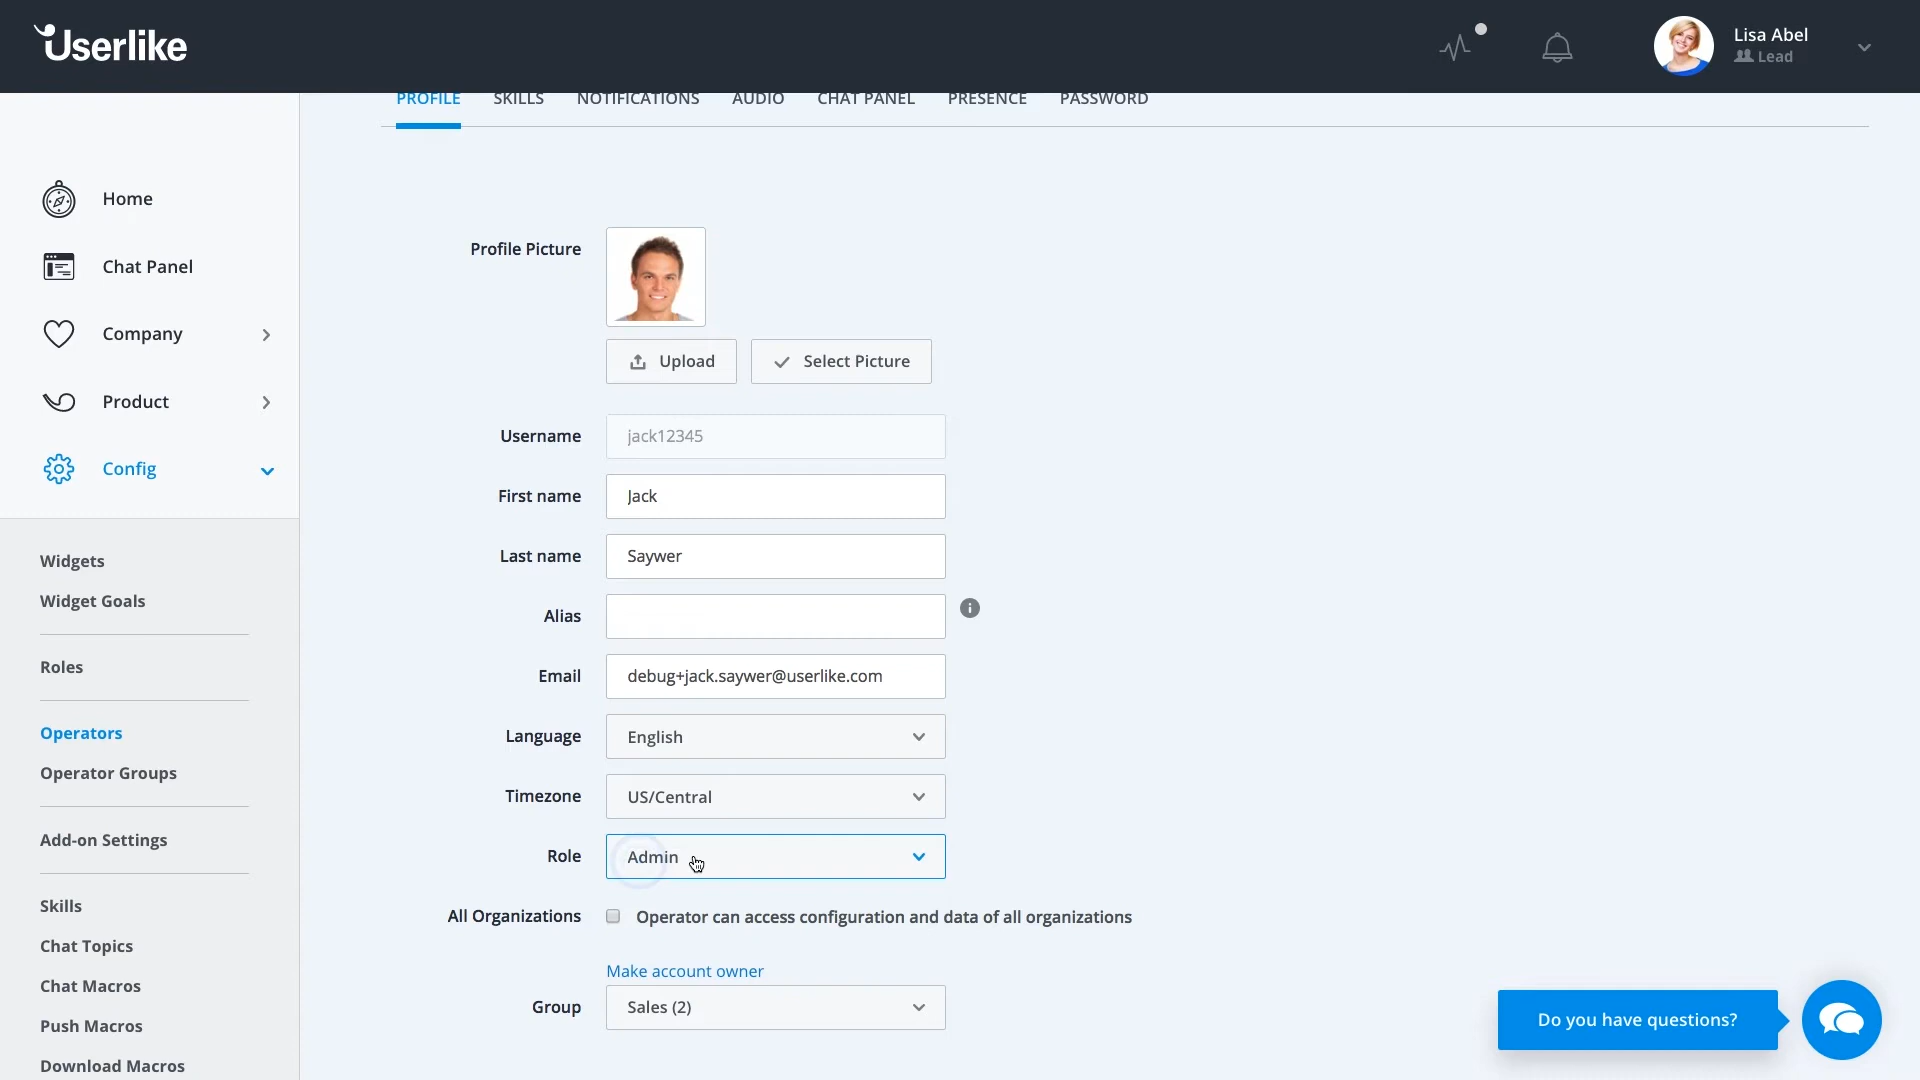 Userlike
Lisa Abel
Lead
PROFILE SKILLS NOTIFICATIONS AUDIO CHAT PANEL PRESENCE PASSWORD
Home
Chat Panel
Company
Product
Config
Widgets
Widget Goals
Roles
Operators
Operator Groups
Add-on Settings
Skills
Chat Topics
Chat Macros
Push Macros
Download Macros
Profile Picture
Upload Select Picture
Username jack12345
First name Jack
Last name Saywer
Alias
Email debug+jack.saywer@userlike.com
Language English
Timezone US/Central
Role Admin
All Organizations Operator can access configuration and data of all organizations
Make account owner
Group Sales (2)
Do you have questions?